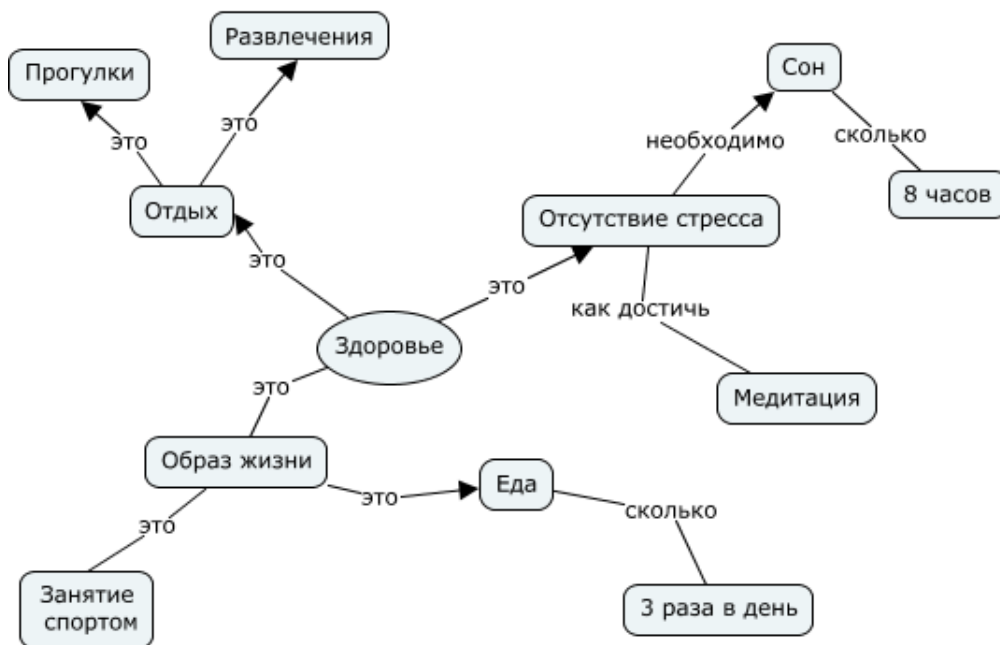 Развлечения
Прогулки
Сон
это
это
необходимо
сколько
Отдых
8 часов
Отсутствие стресса
это
это
как достичь
Здоровье
это
Медитация
Образ жизни
Еда
это
сколько
это
Занятие
спортом
3 раза в день